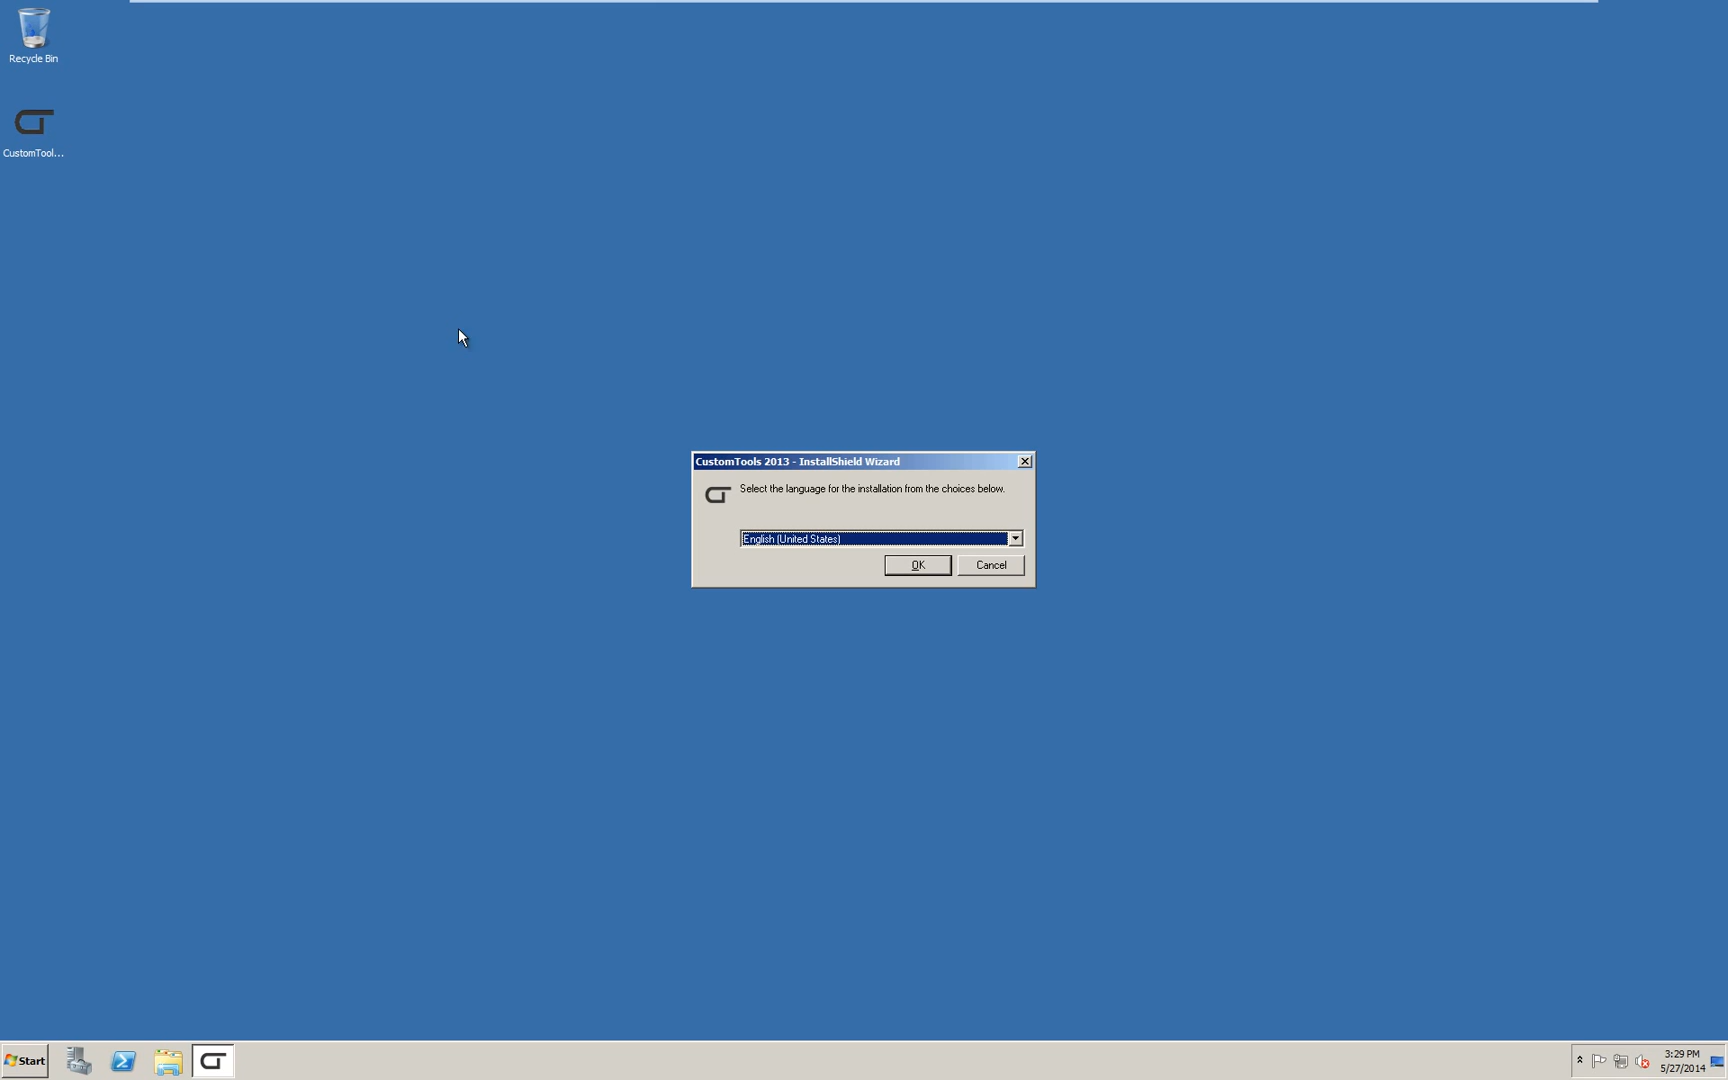 Recycle Bin
CustomTool...
CustomTools 2013 - InstallShield Wizard
Select the language for the installation from the choices below.
English (United States)
OK
Cancel
Start
3:29 PM
5/27/2014